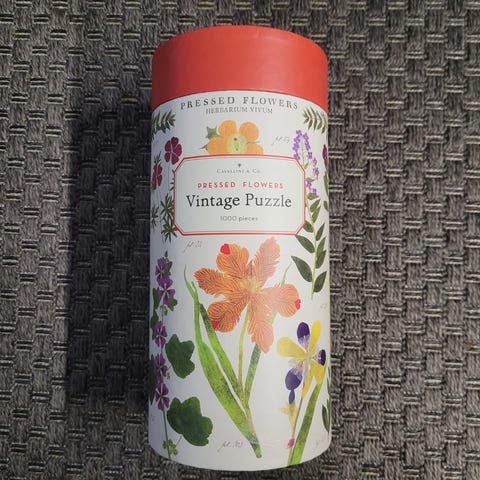 PRESSED FLOWERS
HERBARIUM VIVUM
CAVALLINI & CO.
PRESSED FLOWERS
Vintage Puzzle
1000 pieces